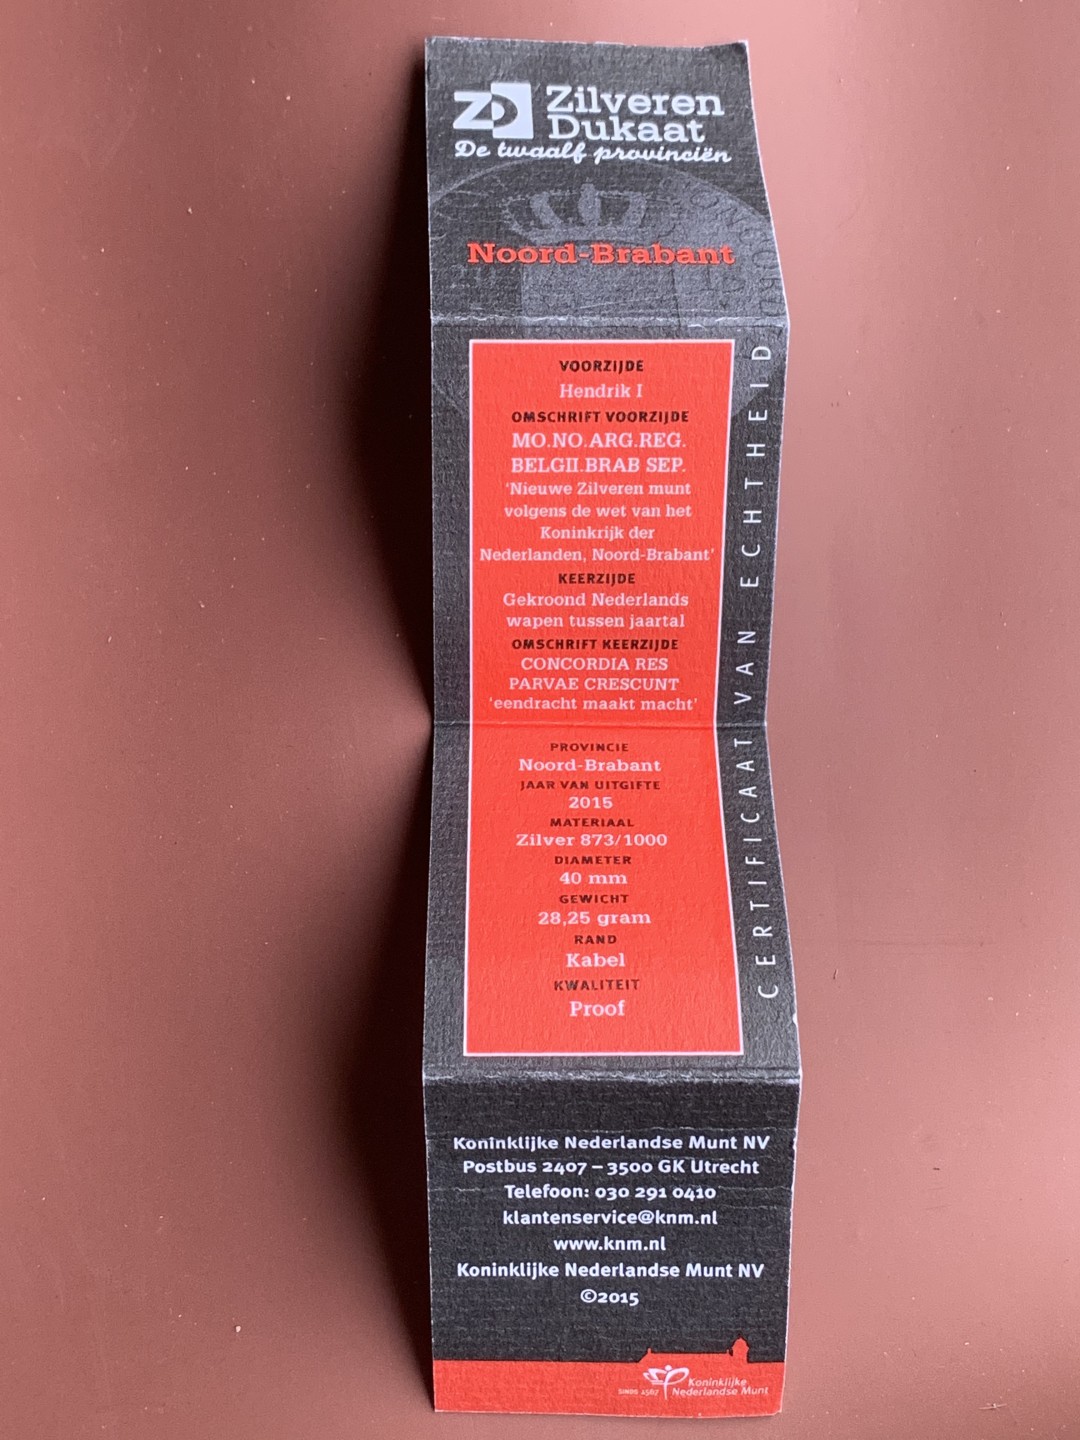 ZD Zilveren
Dukaat
De twaalf provinciën
Noord-Brabant
VOORZIJDE
Hendrik I
OMSCHRIFT VOORZIJDE
MO.NO.ARG.REG.
BELGII.BRAB SEP.
'Nieuwe Zilveren munt
volgens de wet van het
Koninkrijk der
Nederlanden, Noord-Brabant'
KEERZIJDE
Gekroond Nederlands
wapen tussen jaartal
OMSCHRIFT KEERZIJDE
CONCORDIA RES
PARVAE CRESCUNT
'eendracht maakt macht'
PROVINCIE
Noord-Brabant
JAAR VAN UITGIFTE
2015
MATERIAAL
Zilver 873/1000
DIAMETER
40 mm
GEWICHT
28,25 gram
RAND
Kabel
KWALITEIT
Proof
CERTIFICAAT VAN ECHTHEID
Koninklijke Nederlandse Munt NV
Postbus 2407 – 3500 GK Utrecht
Telefoon: 030 291 0410
klantenservice@knm.nl
www.knm.nl
Koninklijke Nederlandse Munt NV
©2015
SINDS 1567
Koninklijke
Nederlandse Munt